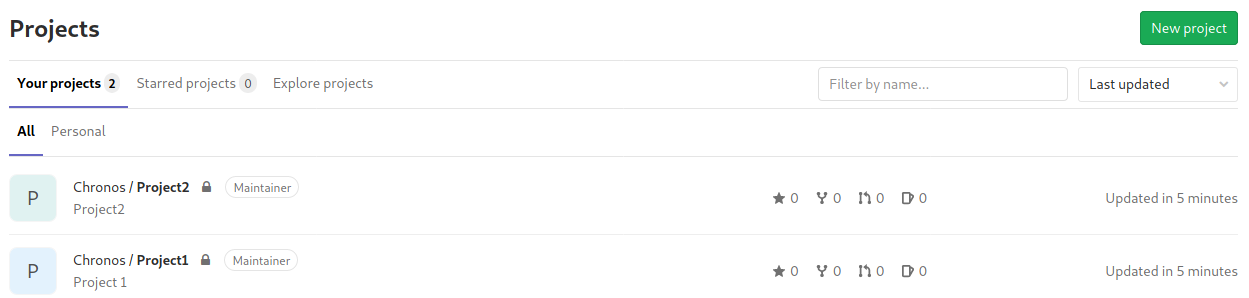 Projects New project
Your projects 2 Starred projects 0 Explore projects Filter by name... Last updated
All Personal
P Chronos / Project2 Maintainer 0 0 0 0 Updated in 5 minutes
Project2
P Chronos / Project1 Maintainer 0 0 0 0 Updated in 5 minutes
Project 1